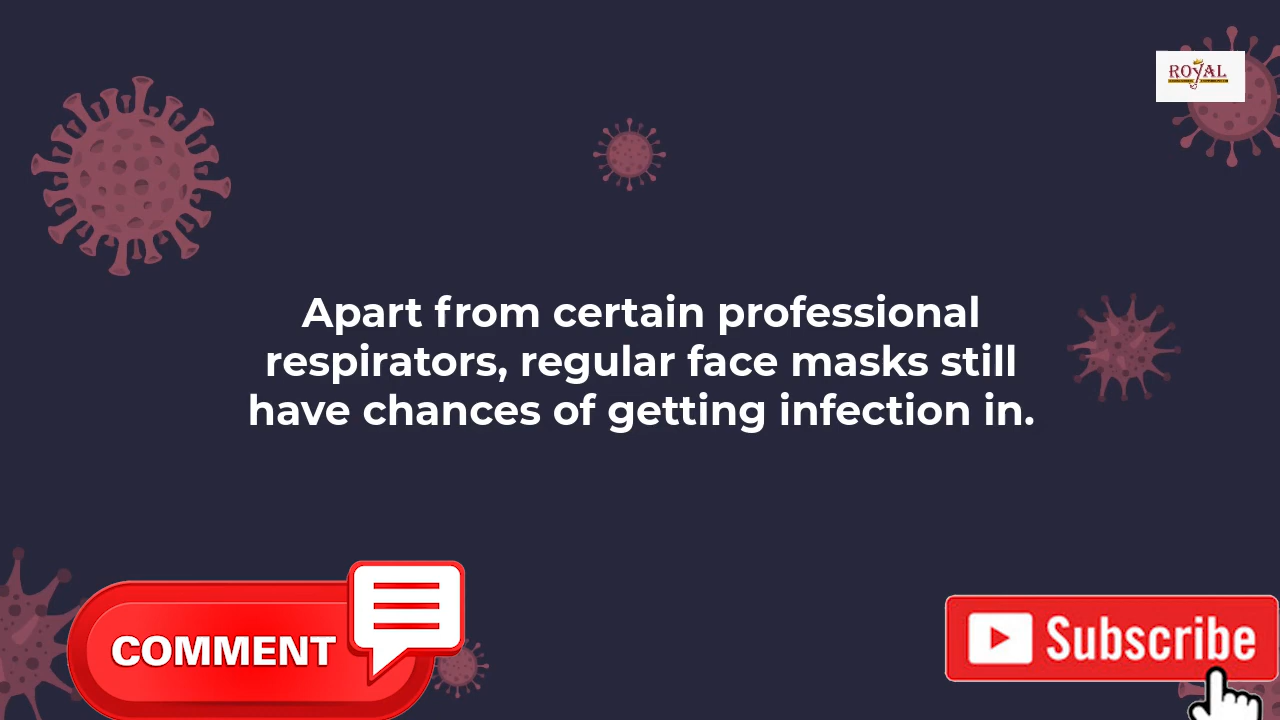 ROYAL
Apart from certain professional
respirators, regular face masks still
have chances of getting infection in.
COMMENT
Subscribe